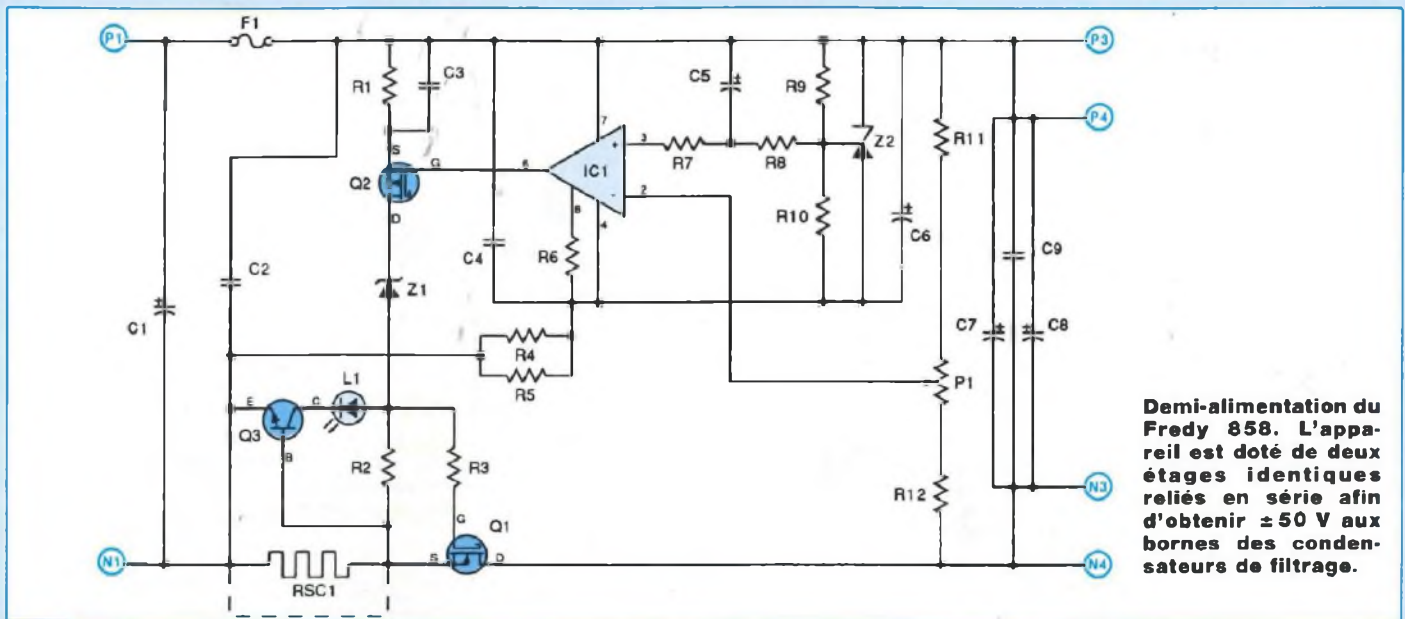 F1
P1
P3
C3
R1
C5
R9
P4
7
S
3
+
R7
R8
Z2
R11
G
6
IC1
Q2
2
-
D
8
R10
4
C4
R6
C6
C9
C2
Z1
C1
C7
C8
R4
L1
R5
P1
E
C
Q3
B
R2
R3
R12
N3
G
Q1
N1
S
D
N4
RSC1
Demi-alimentation du
Fredy 858. L'appa-
reil est doté de deux
étages identiques
reliés en série afin
d'obtenir ± 50 V aux
bornes des conden-
sateurs de filtrage.